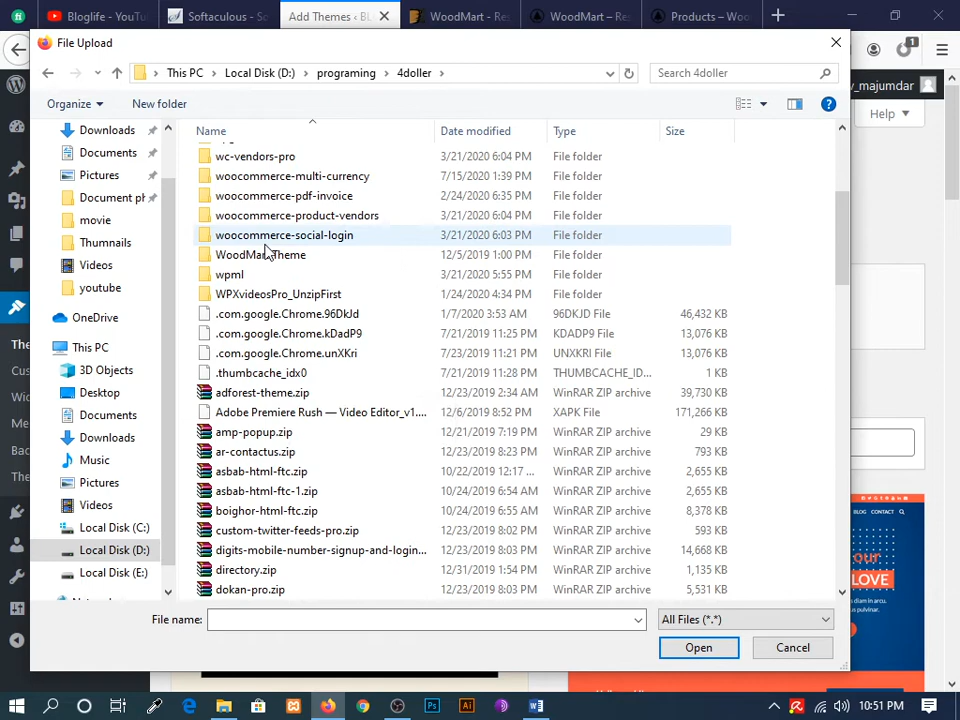 Bloglife - YouTu
Softaculous - So
Add Themes ‹ BL
WoodMart - Res
WoodMart – Res
Products – Woo
File Upload
This PC > Local Disk (D:) > programing > 4doller >
Search 4doller
v_majumdar
Organize
New folder
Help
Name
Date modified
Type
Size
Downloads
Documents
Pictures
Document ph
movie
Thumnails
Videos
youtube
OneDrive
This PC
3D Objects
Desktop
Documents
Downloads
Music
Pictures
Videos
Local Disk (C:)
Local Disk (D:)
Local Disk (E:)
wc-vendors-pro 3/21/2020 6:04 PM File folder
woocommerce-multi-currency 7/15/2020 1:39 PM File folder
woocommerce-pdf-invoice 2/24/2020 6:35 PM File folder
woocommerce-product-vendors 3/21/2020 6:04 PM File folder
woocommerce-social-login 3/21/2020 6:03 PM File folder
WoodMart Theme 12/5/2019 1:00 PM File folder
wpml 3/21/2020 5:55 PM File folder
WPXvideosPro_UnzipFirst 1/24/2020 4:34 PM File folder
.com.google.Chrome.96DkJd 1/7/2020 3:53 AM 96DKJD File 46,432 KB
.com.google.Chrome.kDadP9 7/21/2019 11:25 PM KDADP9 File 13,076 KB
.com.google.Chrome.unXKri 7/23/2019 11:21 PM UNXKRI File 13,076 KB
.thumbcache_idx0 7/21/2019 11:28 PM THUMBCACHE_ID... 1 KB
adforest-theme.zip 12/23/2019 2:34 AM WinRAR ZIP archive 39,730 KB
Adobe Premiere Rush — Video Editor_v1.... 12/6/2019 8:52 PM XAPK File 171,266 KB
amp-popup.zip 12/21/2019 7:19 PM WinRAR ZIP archive 29 KB
ar-contactus.zip 12/23/2019 8:23 PM WinRAR ZIP archive 793 KB
asbab-html-ftc.zip 10/22/2019 12:17 ... WinRAR ZIP archive 2,655 KB
asbab-html-ftc-1.zip 10/24/2019 6:54 AM WinRAR ZIP archive 2,655 KB
boighor-html-ftc.zip 10/24/2019 6:55 AM WinRAR ZIP archive 8,378 KB
custom-twitter-feeds-pro.zip 12/23/2019 8:02 PM WinRAR ZIP archive 593 KB
digits-mobile-number-signup-and-login... 12/23/2019 8:03 PM WinRAR ZIP archive 14,668 KB
directory.zip 12/31/2019 1:54 PM WinRAR ZIP archive 1,135 KB
dokan-pro.zip 12/23/2019 8:03 PM WinRAR ZIP archive 5,531 KB
File name:
All Files (*.*)
Open
Cancel
The
Cus
Wi
Me
Bac
The
BLOG CONTACT
our
LOVE
10:51 PM